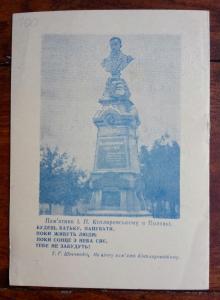 Пам'ятник І. П. Котляревському в Полтаві.
БУДЕШ, БАТЬКУ, ПАНУВАТИ,
ПОКИ ЖИВУТЬ ЛЮДИ;
ПОКИ СОНЦЕ З НЕБА СЯЄ,
ТЕБЕ НЕ ЗАБУДУТЬ!
Т. Г. Шевченко, На вічну пам'ять Котляревському.